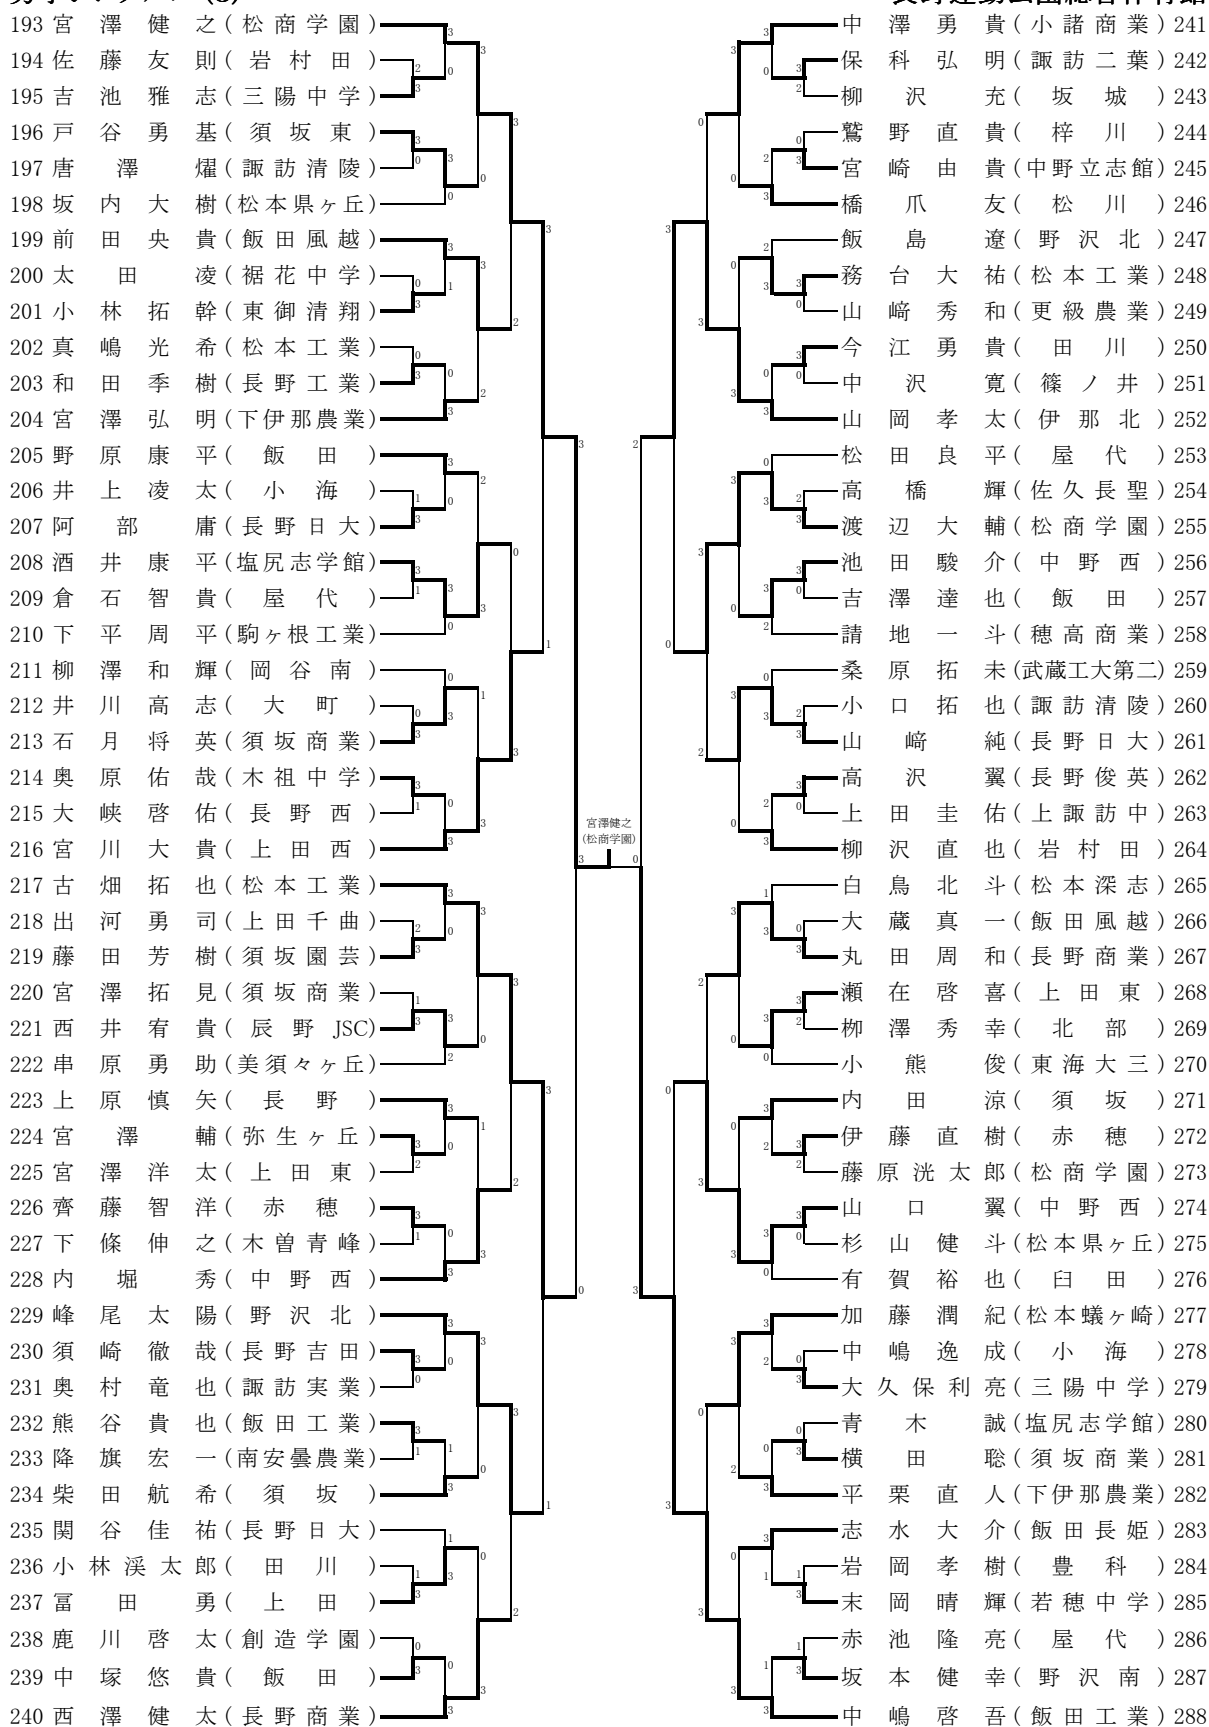 長野運動公園総合体育館
193 宮澤健之(松商学園)
194 佐藤友則(岩村田)
195 吉池雅志(三陽中学)
196 戸谷勇基(須坂東)
197 唐澤燿(諏訪清陵)
198 坂内大樹(松本県ヶ丘)
199 前田央貴(飯田風越)
200 太田凌(裾花中学)
201 小林拓幹(東御清翔)
202 真嶋光希(松本工業)
203 和田季樹(長野工業)
204 宮澤弘明(下伊那農業)
205 野原康平(飯田)
206 井上凌太(小海)
207 阿部庸(長野日大)
208 酒井康平(塩尻志学館)
209 倉石智貴(屋代)
210 下平周平(駒ヶ根工業)
211 柳澤和輝(岡谷南)
212 井川高志(大町)
213 石月将英(須坂商業)
214 奥原佑哉(木祖中学)
215 大峡啓佑(長野西)
216 宮川大貴(上田西)
217 古畑拓也(松本工業)
218 出河勇司(上田千曲)
219 藤田芳樹(須坂園芸)
220 宮澤拓見(須坂商業)
221 西井宥貴(辰野JSC)
222 串原勇助(美須々ヶ丘)
223 上原慎矢(長野)
224 宮澤輔(弥生ヶ丘)
225 宮澤洋太(上田東)
226 齊藤智洋(赤穂)
227 下條伸之(木曽青峰)
228 内堀秀(中野西)
229 峰尾太陽(野沢北)
230 須崎徹哉(長野吉田)
231 奥村竜也(諏訪実業)
232 熊谷貴也(飯田工業)
233 降旗宏一(南安曇農業)
234 柴田航希(須坂)
235 関谷佳祐(長野日大)
236 小林渓太郎(田川)
237 冨田勇(上田)
238 鹿川啓太(創造学園)
239 中塚悠貴(飯田)
240 西澤健太(長野商業)
宮澤健之
(松商学園)
中澤勇貴(小諸商業)241
保科弘明(諏訪二葉)242
柳沢充(坂城)243
鷲野直貴(梓川)244
宮崎由貴(中野立志館)245
橋爪友(松川)246
飯島遼(野沢北)247
務台大祐(松本工業)248
山﨑秀和(更級農業)249
今江勇貴(田川)250
中沢寛(篠ノ井)251
山岡孝太(伊那北)252
松田良平(屋代)253
高橋輝(佐久長聖)254
渡辺大輔(松商学園)255
池田駿介(中野西)256
吉澤達也(飯田)257
請地一斗(穂高商業)258
桑原拓未(武蔵工大第二)259
小口拓也(諏訪清陵)260
山﨑純(長野日大)261
高沢翼(長野俊英)262
上田圭佑(上諏訪中)263
柳沢直也(岩村田)264
白鳥北斗(松本深志)265
大蔵真一(飯田風越)266
丸田周和(長野商業)267
瀬在啓喜(上田東)268
栁澤秀幸(北部)269
小熊俊(東海大三)270
内田涼(須坂)271
伊藤直樹(赤穂)272
藤原洸太郎(松商学園)273
山口翼(中野西)274
杉山健斗(松本県ヶ丘)275
有賀裕也(臼田)276
加藤潤紀(松本蟻ヶ崎)277
中嶋逸成(小海)278
大久保利亮(三陽中学)279
青木誠(塩尻志学館)280
横田聡(須坂商業)281
平栗直人(下伊那農業)282
志水大介(飯田長姫)283
岩岡孝樹(豊科)284
末岡晴輝(若穂中学)285
赤池隆亮(屋代)286
坂本健幸(野沢南)287
中嶋啓吾(飯田工業)288